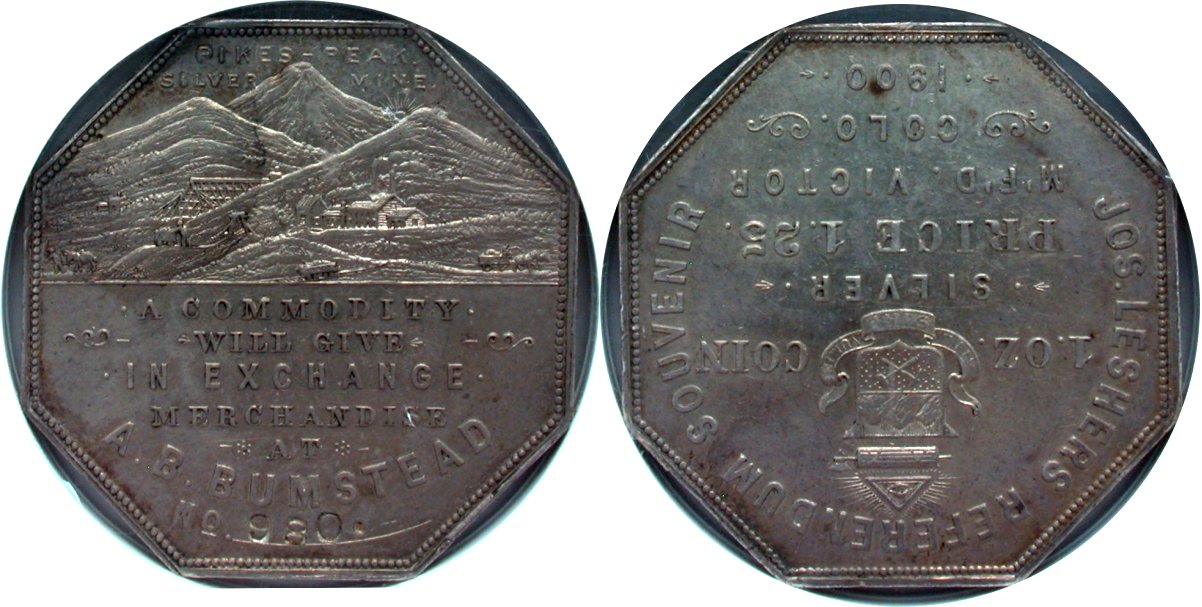 PIKES-PEAK.
SILVER MINE.
· A COMMODITY ·
WILL GIVE
· IN EXCHANGE ·
MERCHANDISE
AT
A. B. BUMSTEAD
NO. 980.
JOS. LESHERS REFERENDUM SOUVENIR
1. OZ. COIN
· SILVER ·
PRICE 1.25.
M'F'D. VICTOR
COLO.
· 1900 ·